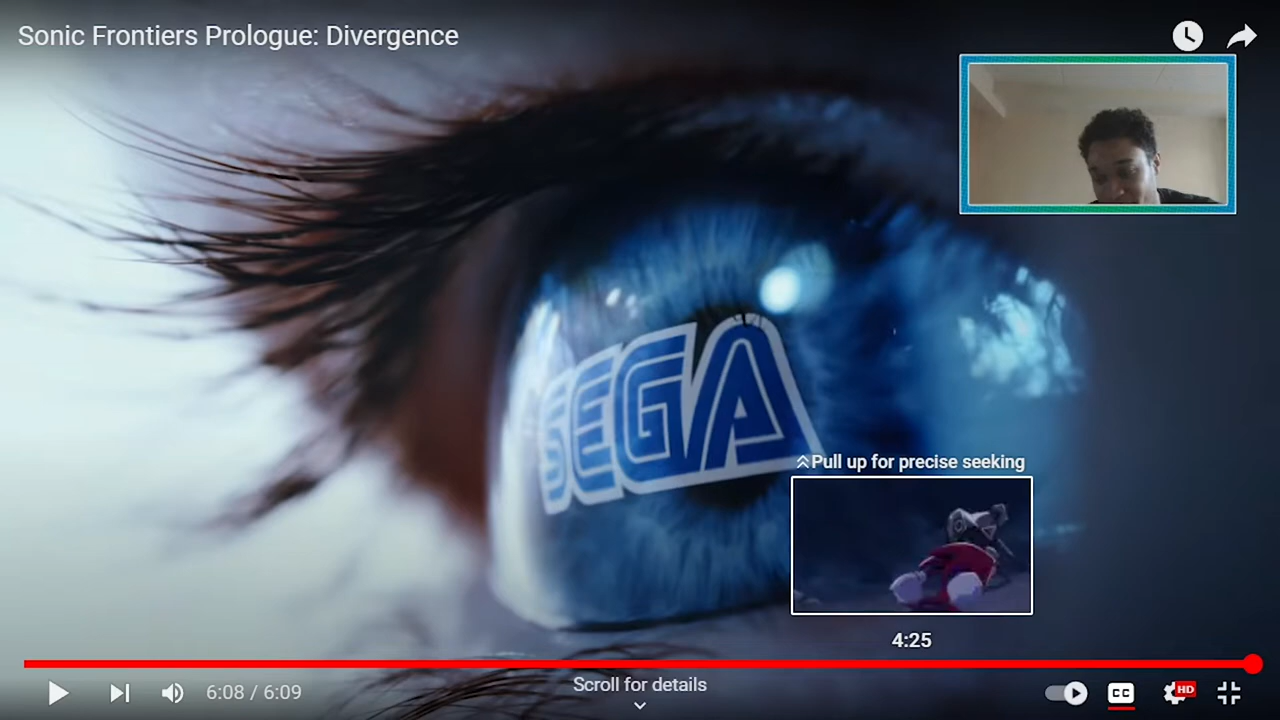 Sonic Frontiers Prologue: Divergence
SEGA
Pull up for precise seeking
4:25
6:08 / 6:09
Scroll for details
CC
HD